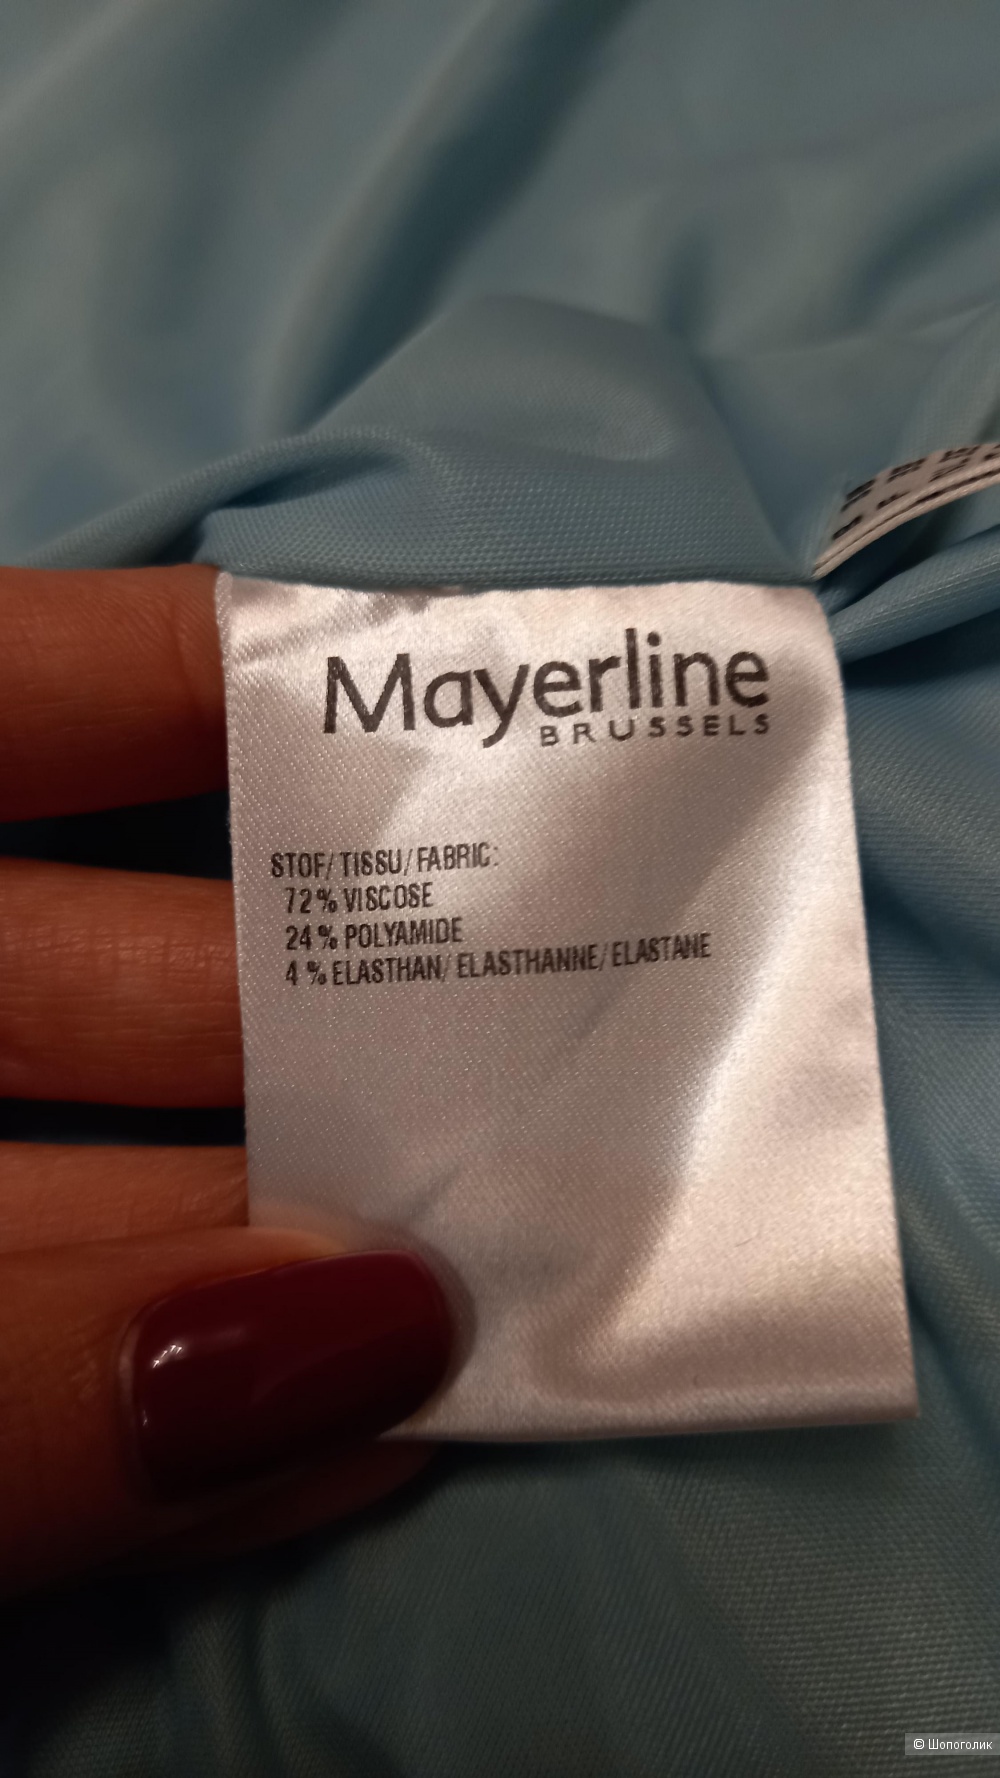 Mayerline
BRUSSELS
STOF/TISSU/FABRIC:
72% VISCOSE
24% POLYAMIDE
4% ELASTHAN/ELASTHANNE/ELASTANE
© Шопоголик